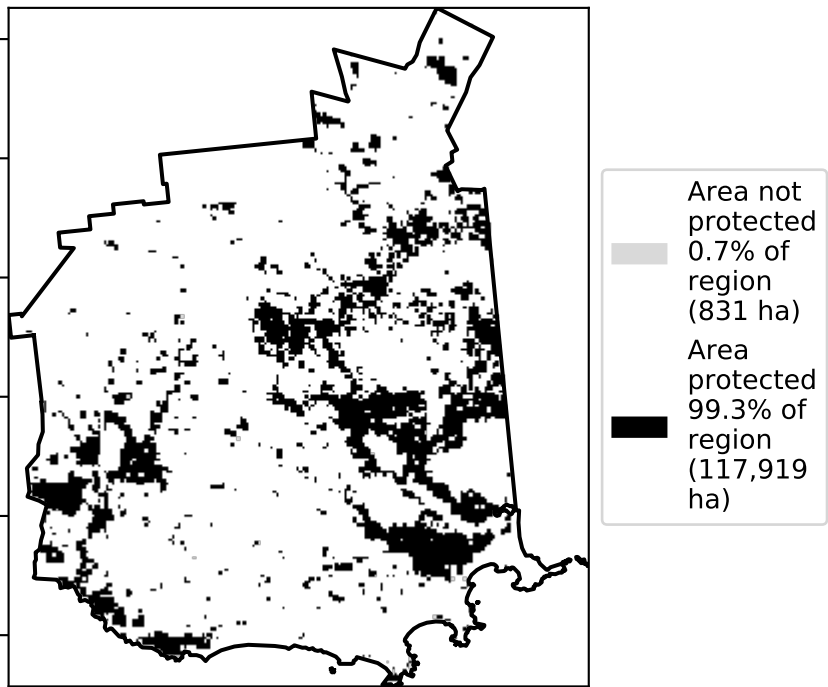 Area not
protected
0.7% of
region
(831 ha)
Area
protected
99.3% of
region
(117,919
ha)